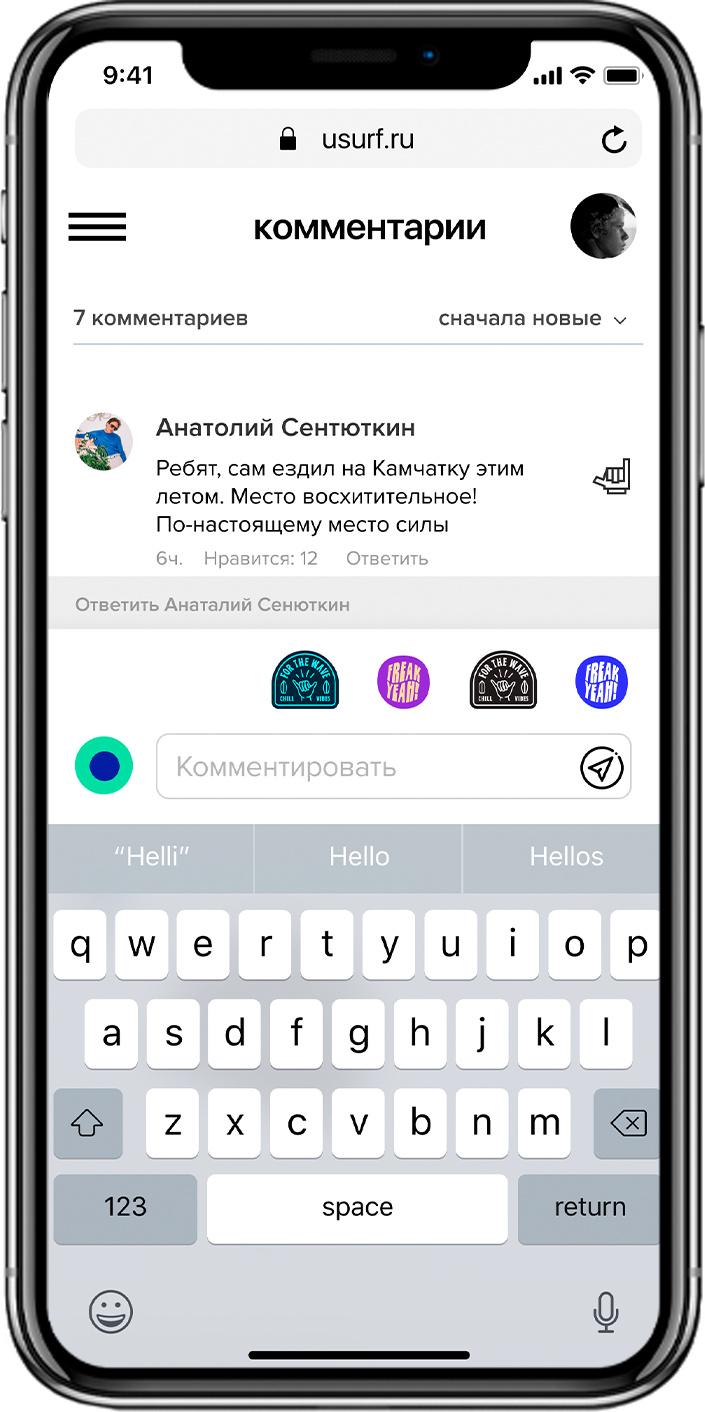 9:41
usurf.ru
комментарии
7 комментариев сначала новые
Анатолий Сентюткин
Ребят, сам ездил на Камчатку этим
летом. Место восхитительное!
По-настоящему место силы
6ч. Нравится: 12 Ответить
Ответить Анаталий Сенюткин
FOR THE WAVE
CHILL VIBES
FREAK
YEAH!
FOR THE WAVE
CHILL VIBES
FREAK
YEAH!
Комментировать
“Helli” Hello Hellos
q w e r t y u i o p
a s d f g h j k l
z x c v b n m
123 space return